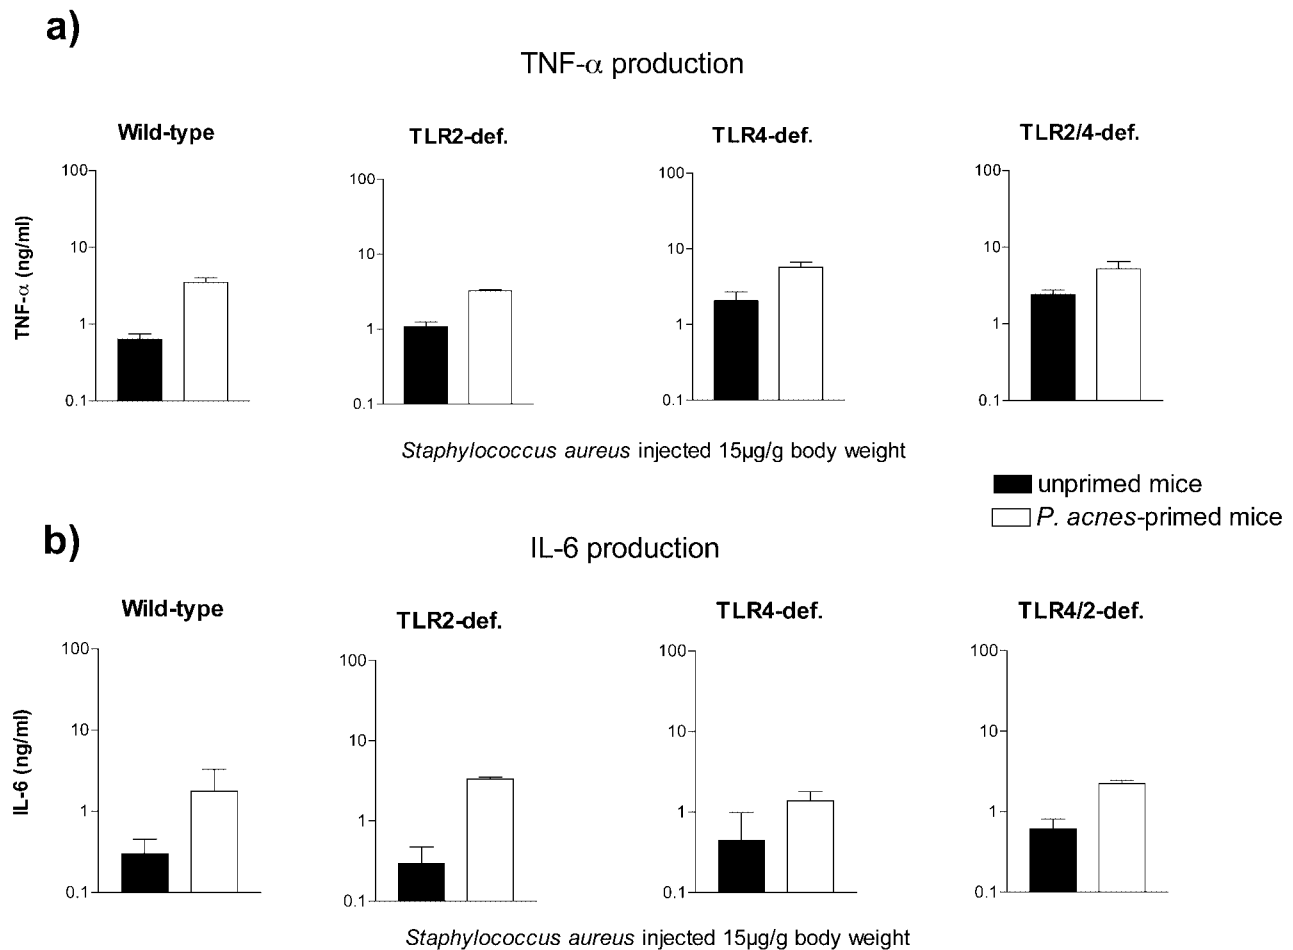 a)
TNF-α production
Wild-type
TLR2-def.
TLR4-def.
TLR2/4-def.
TNF-α (ng/ml)
100
10
1
0.1
100
10
1
0.1
100
10
1
0.1
100
10
1
0.1
Staphylococcus aureus injected 15µg/g body weight
unprimed mice
P. acnes-primed mice
b)
IL-6 production
Wild-type
TLR2-def.
TLR4-def.
TLR4/2-def.
IL-6 (ng/ml)
100
10
1
0.1
100
10
1
0.1
100
10
1
0.1
100
10
1
0.1
Staphylococcus aureus injected 15µg/g body weight